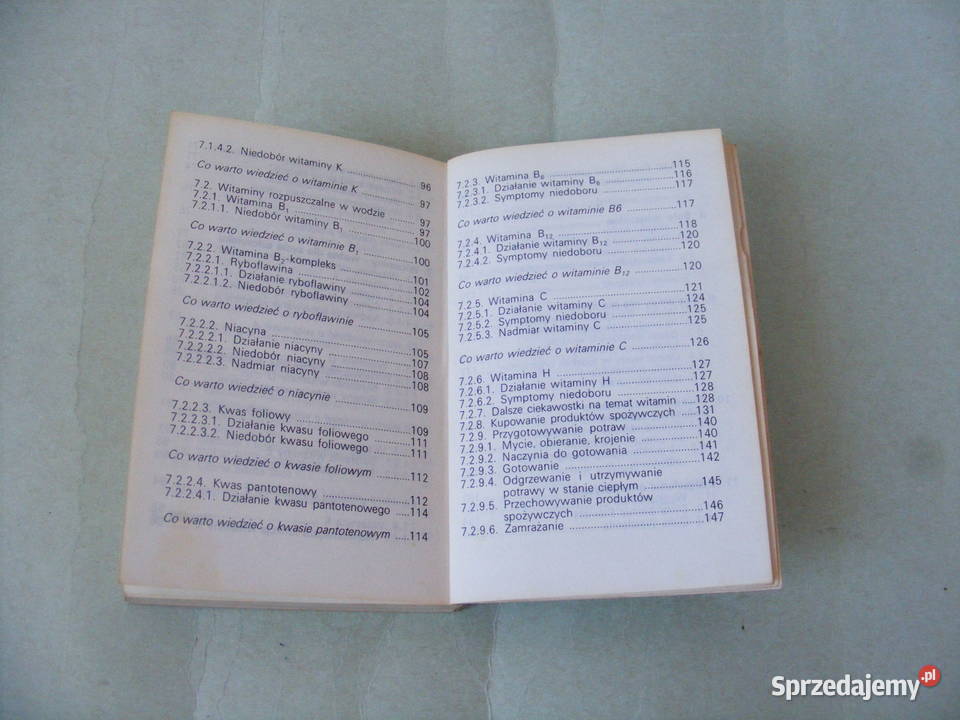 7.1.4.2. Niedobór witaminy K
Co warto wiedzieć o witaminie K ........ 96
7.2. Witaminy rozpuszczalne w wodzie ........ 97
7.2.1. Witamina B1 ........ 97
7.2.1.1. Niedobór witaminy B1 ........ 97
Co warto wiedzieć o witaminie B1 ........ 100
7.2.2. Witamina B2-kompleks ........ 100
7.2.2.1. Ryboflawina ........ 101
7.2.2.1.1. Działanie ryboflawiny ........ 102
7.2.2.1.2. Niedobór ryboflawiny ........ 104
Co warto wiedzieć o ryboflawinie ........ 104
7.2.2.2. Niacyna ........ 105
7.2.2.2.1. Działanie niacyny ........ 105
7.2.2.2.2. Niedobór niacyny ........ 107
7.2.2.2.3. Nadmiar niacyny ........ 108
Co warto wiedzieć o niacynie ........ 108
7.2.2.3. Kwas foliowy ........ 109
7.2.2.3.1. Działanie kwasu foliowego ........ 109
7.2.2.3.2. Niedobór kwasu foliowego ........ 111
Co warto wiedzieć o kwasie foliowym ........ 111
7.2.2.4. Kwas pantotenowy ........ 112
7.2.2.4.1. Działanie kwasu pantotenowego ........ 112
Co warto wiedzieć o kwasie pantotenowym ........ 114
114
7.2.3. Witamina B6 ........ 115
7.2.3.1. Działanie witaminy B6 ........ 116
7.2.3.2. Symptomy niedoboru ........ 117
Co warto wiedzieć o witaminie B6 ........ 117
7.2.4. Witamina B12 ........ 118
7.2.4.1. Działanie witaminy B12 ........ 120
7.2.4.2. Symptomy niedoboru ........ 120
Co warto wiedzieć o witaminie B12 ........ 120
7.2.5. Witamina C ........ 121
7.2.5.1. Działanie witaminy C ........ 124
7.2.5.2. Symptomy niedoboru ........ 125
7.2.5.3. Nadmiar witaminy C ........ 125
Co warto wiedzieć o witaminie C ........ 126
7.2.6. Witamina H ........ 127
7.2.6.1. Działanie witaminy H ........ 127
7.2.6.2. Symptomy niedoboru ........ 128
7.2.7. Dalsze ciekawostki na temat witamin ..... 128
7.2.8. Kupowanie produktów spożywczych ..... 131
7.2.9. Przygotowywanie potraw ........ 140
7.2.9.1. Mycie, obieranie, krojenie ........ 140
7.2.9.2. Naczynia do gotowania ........ 141
7.2.9.3. Gotowanie ........ 142
7.2.9.4. Odgrzewanie i utrzymywanie
potrawy w stanie ciepłym ........ 145
7.2.9.5. Przechowywanie produktów
spożywczych ........ 146
7.2.9.6. Zamrażanie ........ 147
Sprzedajemy.pl